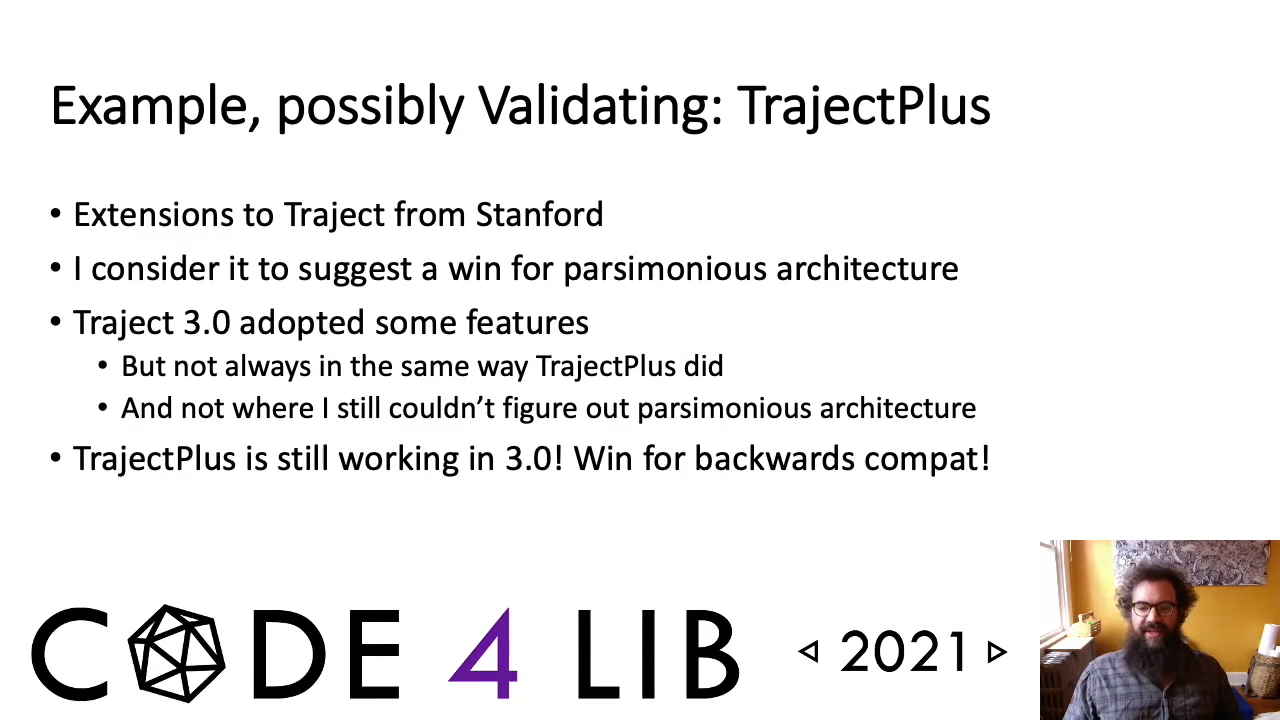 Example, possibly Validating: TrajectPlus
• Extensions to Traject from Stanford
• I consider it to suggest a win for parsimonious architecture
• Traject 3.0 adopted some features
• But not always in the same way TrajectPlus did
• And not where I still couldn’t figure out parsimonious architecture
• TrajectPlus is still working in 3.0! Win for backwards compat!
CODE 4 LIB 2021